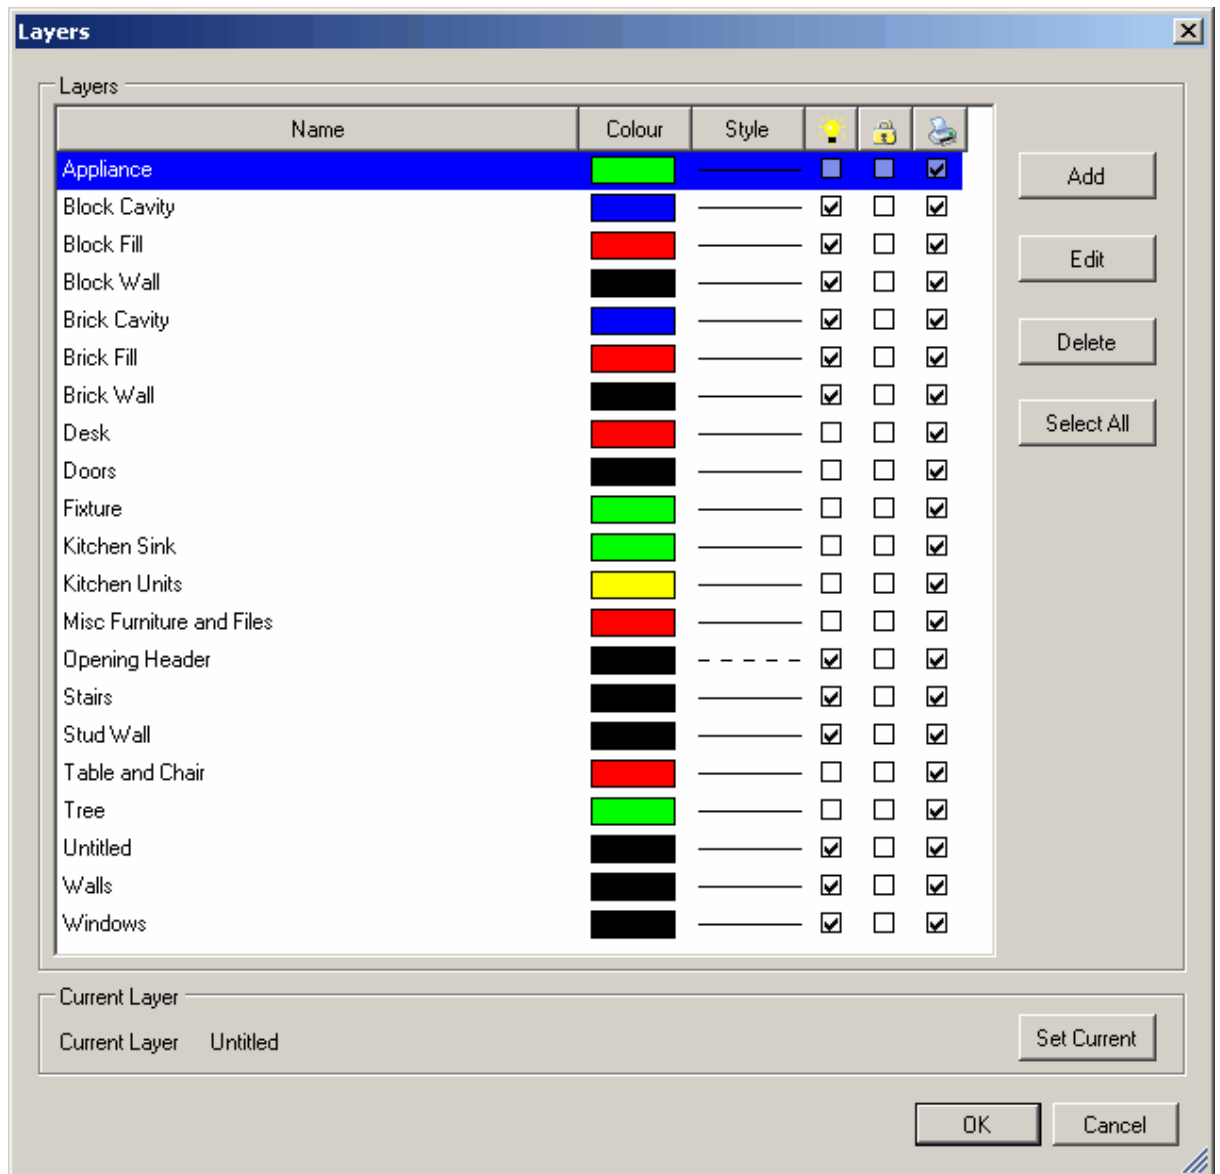 Layers
Layers
Name Colour Style
Appliance
Add
Block Cavity
Block Fill
Edit
Block Wall
Brick Cavity
Delete
Brick Fill
Brick Wall
Select All
Desk
Doors
Fixture
Kitchen Sink
Kitchen Units
Misc Furniture and Files
Opening Header
Stairs
Stud Wall
Table and Chair
Tree
Untitled
Walls
Windows
Current Layer
Current Layer Untitled
Set Current
OK Cancel